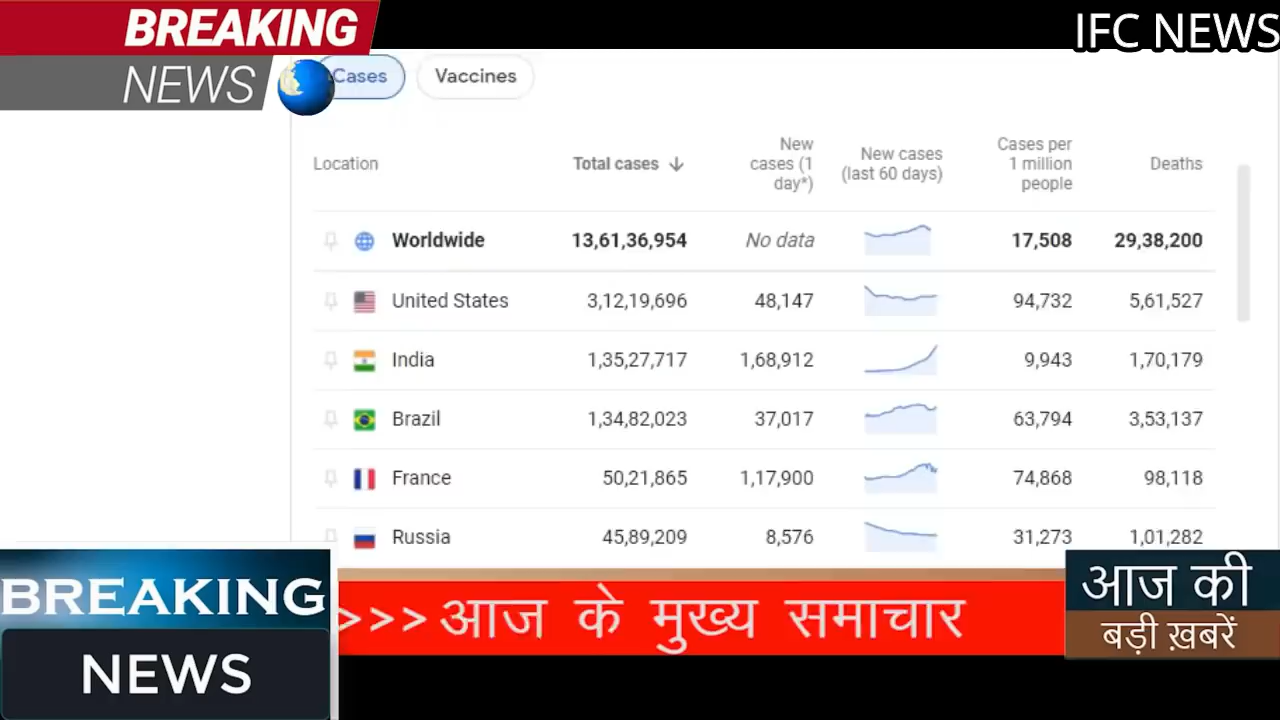 BREAKING
NEWS
IFC NEWS
Cases Vaccines
Location Total cases New cases (1 day*) New cases (last 60 days) Cases per 1 million people Deaths
Worldwide 13,61,36,954 No data 17,508 29,38,200
United States 3,12,19,696 48,147 94,732 5,61,527
India 1,35,27,717 1,68,912 9,943 1,70,179
Brazil 1,34,82,023 37,017 63,794 3,53,137
France 50,21,865 1,17,900 74,868 98,118
Russia 45,89,209 8,576 31,273 1,01,282
BREAKING
NEWS
>>>आज के मुख्य समाचार
आज की
बड़ी ख़बरें